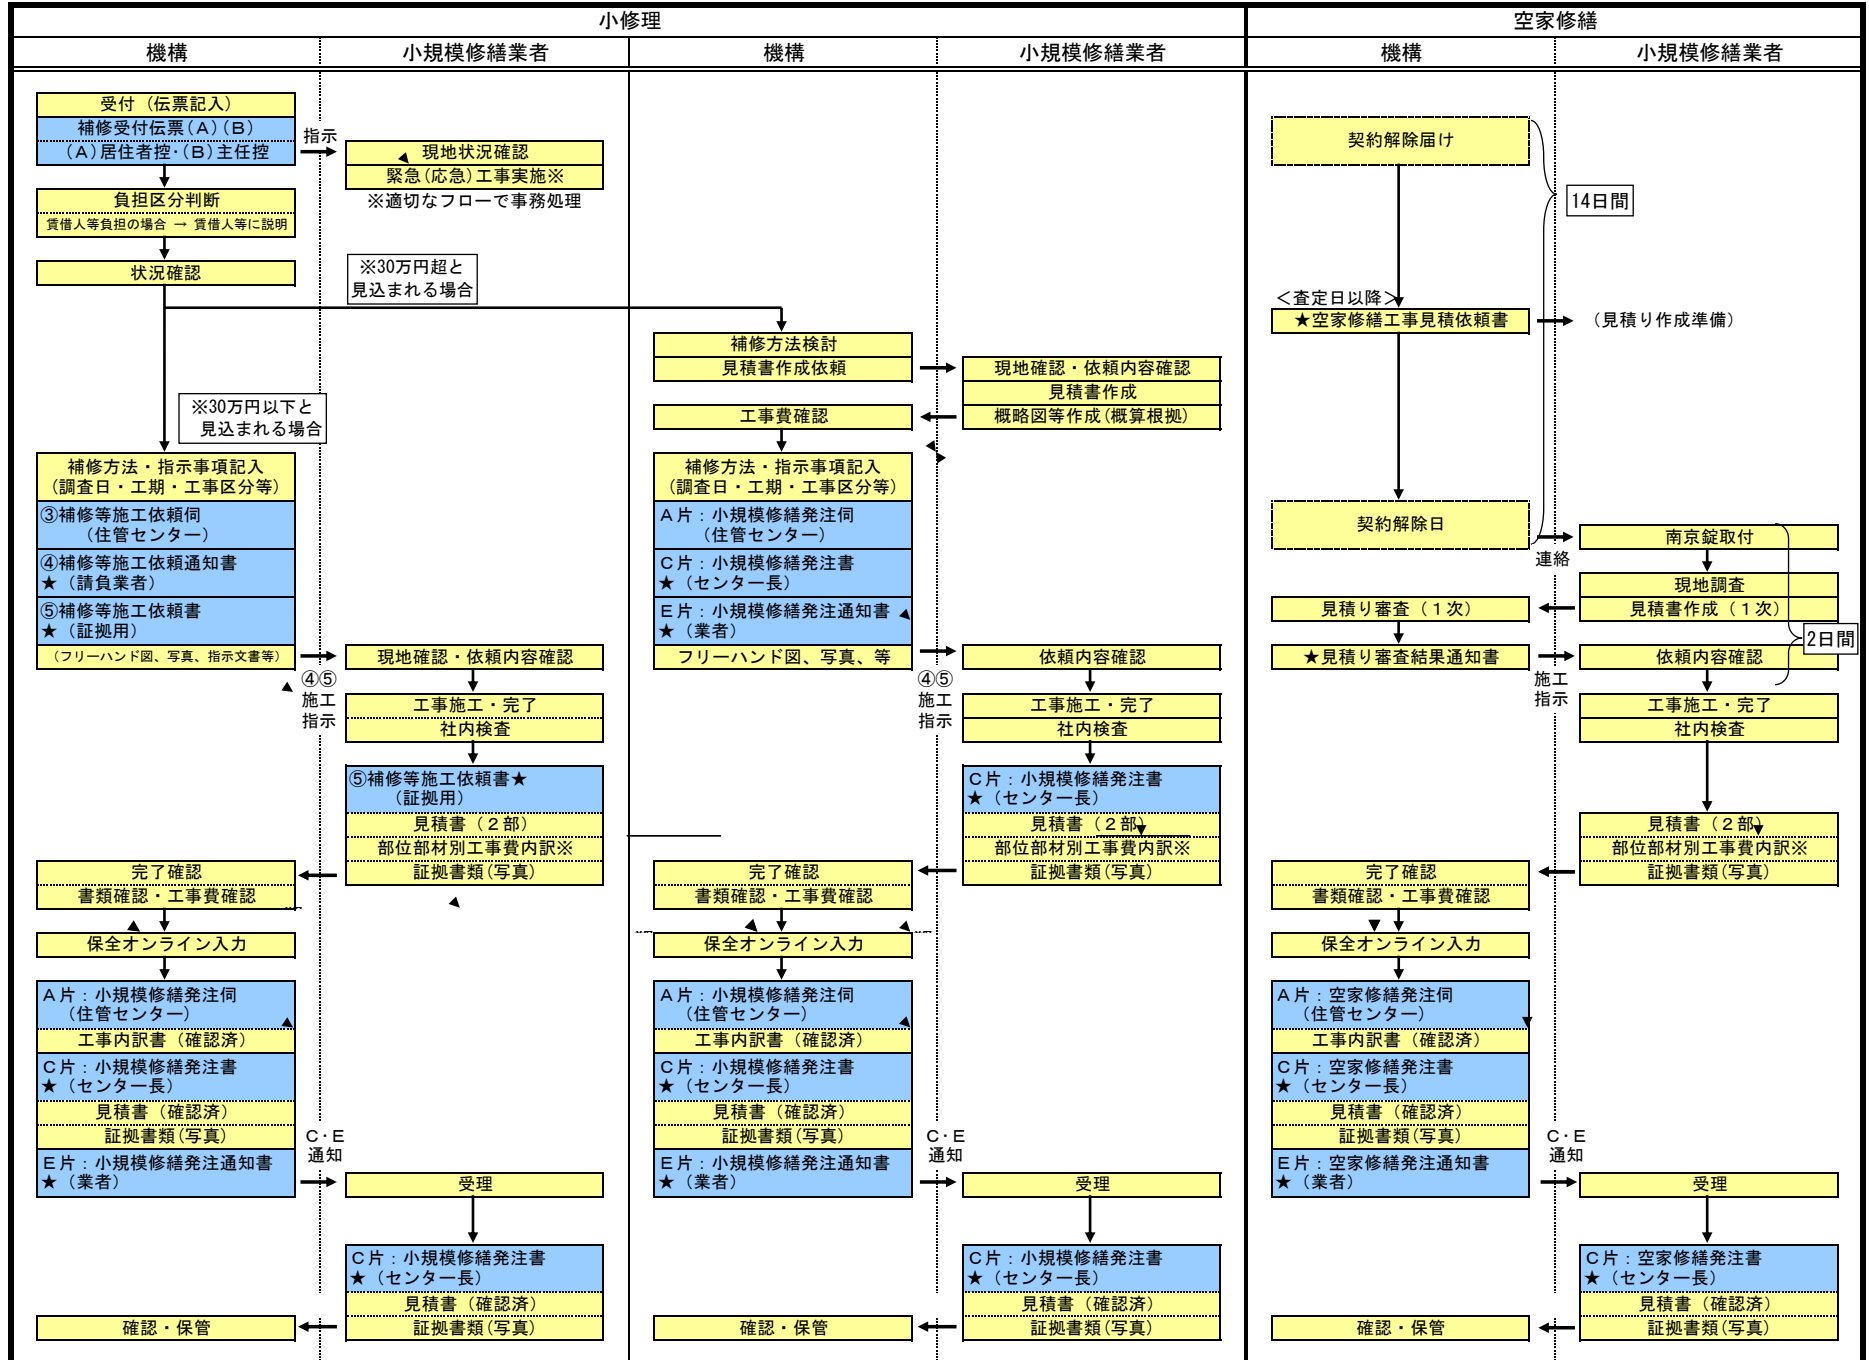 小修理
空家修繕
機構
小規模修繕業者
機構
小規模修繕業者
機構
小規模修繕業者
受付（伝票記入）
補修受付伝票(Ａ)(Ｂ)
(Ａ)居住者控･(Ｂ)主任控
指示
現地状況確認
緊急(応急)工事実施※
※適切なフローで事務処理
負担区分判断
賃借人等負担の場合 → 賃借人等に説明
状況確認
※30万円超と
見込まれる場合
※30万円以下と
見込まれる場合
補修方法・指示事項記入
（調査日・工期・工事区分等）
③補修等施工依頼伺
（住管センター）
④補修等施工依頼通知書
★（請負業者）
⑤補修等施工依頼書
★（証拠用）
（フリーハンド図、写真、指示文書等）
④⑤
施工
指示
現地確認・依頼内容確認
工事施工・完了
社内検査
⑤補修等施工依頼書★
（証拠用）
見積書（２部）
部位部材別工事費内訳※
証拠書類(写真)
完了確認
書類確認・工事費確認
保全オンライン入力
Ａ片：小規模修繕発注伺
（住管センター）
工事内訳書（確認済）
Ｃ片：小規模修繕発注書
★（センター長）
見積書（確認済）
証拠書類(写真)
Ｅ片：小規模修繕発注通知書
★（業者）
Ｃ･Ｅ
通知
受理
Ｃ片：小規模修繕発注書
★（センター長）
見積書（確認済）
証拠書類(写真)
確認・保管
補修方法検討
見積書作成依頼
現地確認・依頼内容確認
見積書作成
概略図等作成(概算根拠)
工事費確認
補修方法・指示事項記入
（調査日・工期・工事区分等）
Ａ片：小規模修繕発注伺
（住管センター）
Ｃ片：小規模修繕発注書
★（センター長）
Ｅ片：小規模修繕発注通知書
★（業者）
フリーハンド図、写真、等
④⑤
施工
指示
依頼内容確認
工事施工・完了
社内検査
Ｃ片：小規模修繕発注書
★（センター長）
見積書（２部）
部位部材別工事費内訳※
証拠書類(写真)
完了確認
書類確認・工事費確認
保全オンライン入力
Ａ片：小規模修繕発注伺
（住管センター）
工事内訳書（確認済）
Ｃ片：小規模修繕発注書
★（センター長）
見積書（確認済）
証拠書類(写真)
Ｅ片：小規模修繕発注通知書
★（業者）
Ｃ･Ｅ
通知
受理
Ｃ片：小規模修繕発注書
★（センター長）
見積書（確認済）
証拠書類(写真)
確認・保管
契約解除届け
14日間
＜査定日以降＞
★空家修繕工事見積依頼書
（見積り作成準備）
契約解除日
連絡
南京錠取付
現地調査
見積書作成（１次）
見積り審査（１次）
2日間
★見積り審査結果通知書
施工
指示
依頼内容確認
工事施工・完了
社内検査
見積書（２部）
部位部材別工事費内訳※
証拠書類(写真)
完了確認
書類確認・工事費確認
保全オンライン入力
Ａ片：空家修繕発注伺
（住管センター）
工事内訳書（確認済）
Ｃ片：空家修繕発注書
★（センター長）
見積書（確認済）
証拠書類(写真)
Ｅ片：空家修繕発注通知書
★（業者）
Ｃ･Ｅ
通知
受理
Ｃ片：空家修繕発注書
★（センター長）
見積書（確認済）
証拠書類(写真)
確認・保管